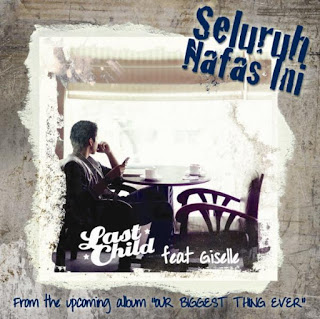 Seluruh
Nafas Ini
Last
Child
feat Giselle
From the upcoming album "OUR BIGGEST THING EVER"